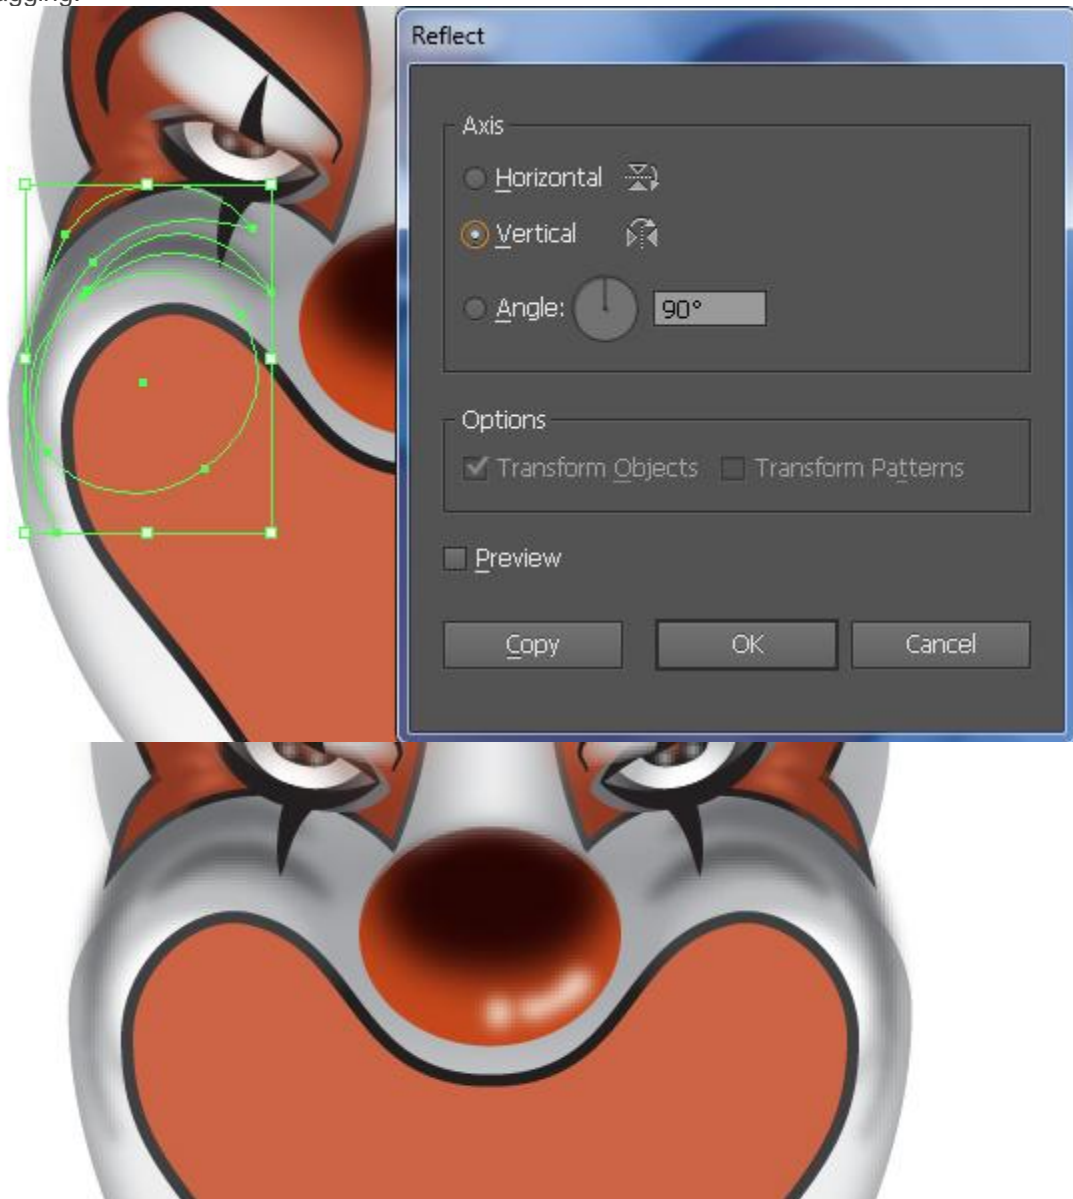 Reflect
Axis
Horizontal
Vertical
Angle: 90°
Options
Transform Objects Transform Patterns
Preview
Copy OK Cancel